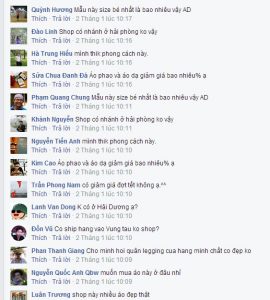 Quỳnh Hương Mẫu này size bé nhất là bao nhiêu vậy AD
Thích · Trả lời · 2 Tháng 1 lúc 10:17
Đào Linh Shop có nhánh ở hải phòng ko vậy
Thích · Trả lời · 2 Tháng 1 lúc 10:16
Hà Trung Hiếu mình thik phong cách này.
Thích · Trả lời · 2 Tháng 1 lúc 10:16
Sửa Chua Đanh Đá Áo phao và áo dạ giảm giá bao nhiêu% ạ
Thích · Trả lời · 2 Tháng 1 lúc 10:12
Phạm Quang Chung Mẫu này size bé nhất là bao nhiêu vậy AD
Thích · Trả lời · 2 Tháng 1 lúc 10:11
Khánh Nguyễn Shop có nhánh ở hải phòng ko vậy
Thích · Trả lời · 2 Tháng 1 lúc 10:11
Nguyễn Tiến Anh mình thik phong cách này.
Thích · Trả lời · 2 Tháng 1 lúc 10:10
Kim Cao Áo phao và áo dạ giảm giá bao nhiêu% ạ
Thích · Trả lời · 2 Tháng 1 lúc 10:10
Trần Phong Nam có giảm giá đợt tết không ạ.^^
Thích · Trả lời · 2 Tháng 1 lúc 10:10
Lanh Van Dong K có ở Hải Dương ạ?
Thích · Trả lời · 2 Tháng 1 lúc 10:10
Đồn Vũ Co ship hang vao Vung tau ko shop?
Thích · Trả lời · 2 Tháng 1 lúc 10:09
Phan Thanh Giang Cho mình hoi quần legging cua hang minh chất co đẹp ko
Thích · Trả lời · 2 Tháng 1 lúc 10:09
Nguyễn Quốc Anh Qbw muốn mua áo này ở đâu nhỉ
Thích · Trả lời · 2 Tháng 1 lúc 10:09
Luân Trương shop này nhiều áo đẹp thật